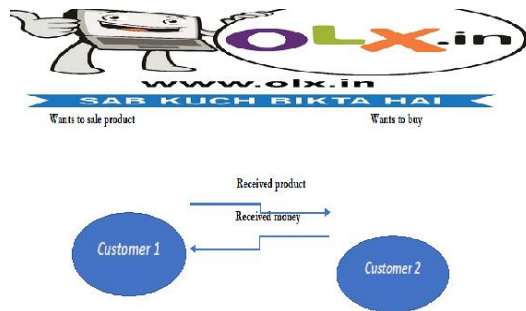 OLX.in
www.olx.in
SAB KUCH BIKTA HAI
Wants to sale product
Wants to buy
Received product
Received money
Customer 1
Customer 2